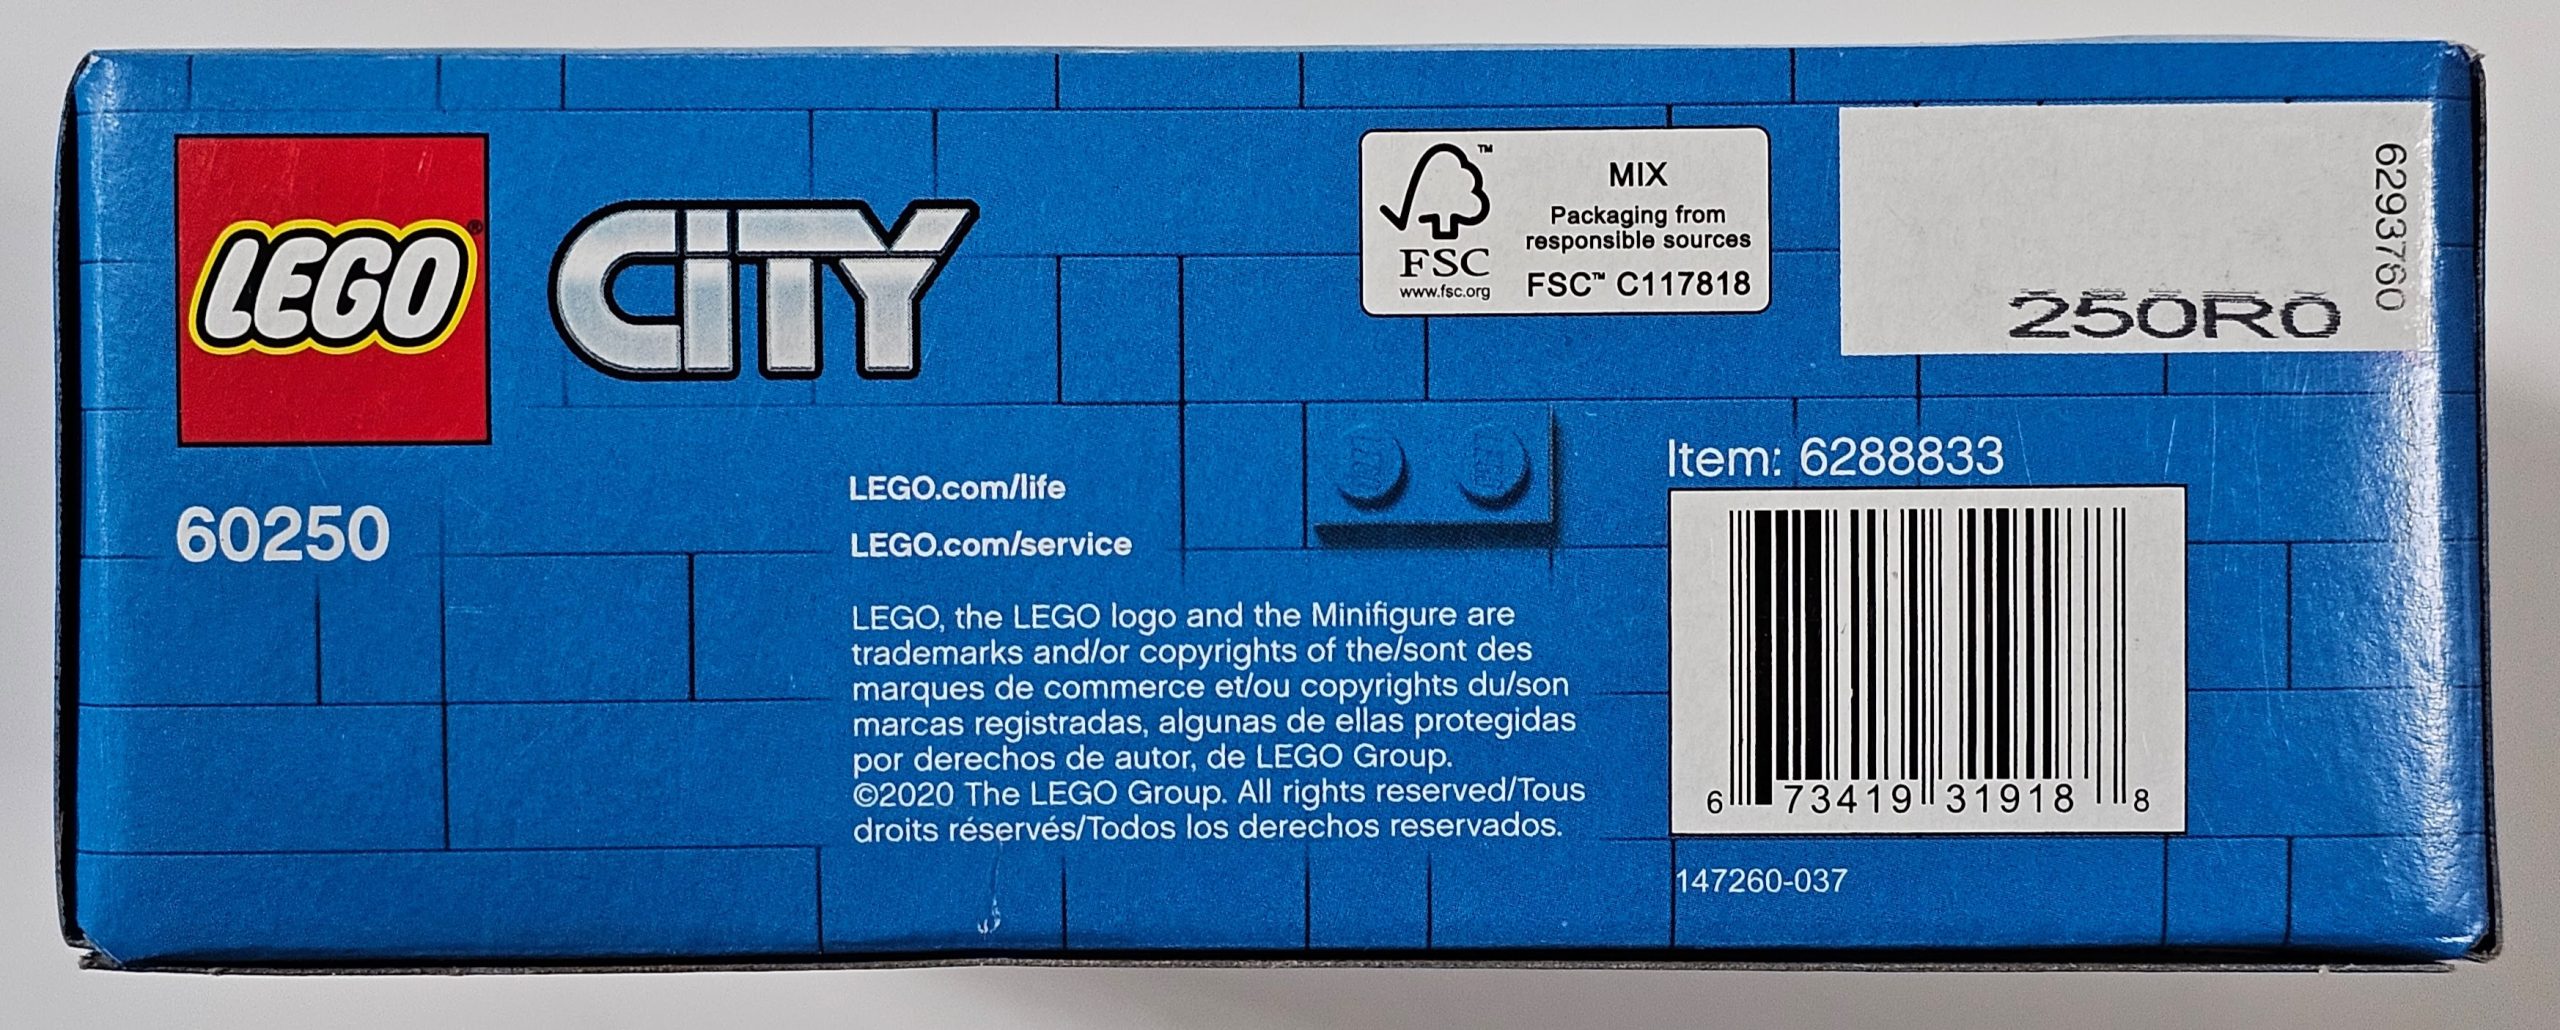 LEGO®
CITY
60250
LEGO.com/life
LEGO.com/service
LEGO, the LEGO logo and the Minifigure are
trademarks and/or copyrights of the/sont des
marques de commerce et/ou copyrights du/son
marcas registradas, algunas de ellas protegidas
por derechos de autor, de LEGO Group.
©2020 The LEGO Group. All rights reserved/Tous
droits réservés/Todos los derechos reservados.
™
FSC
www.fsc.org
MIX
Packaging from
responsible sources
FSC™ C117818
6293760
250R0
Item: 6288833
6 73419 31918 8
147260-037